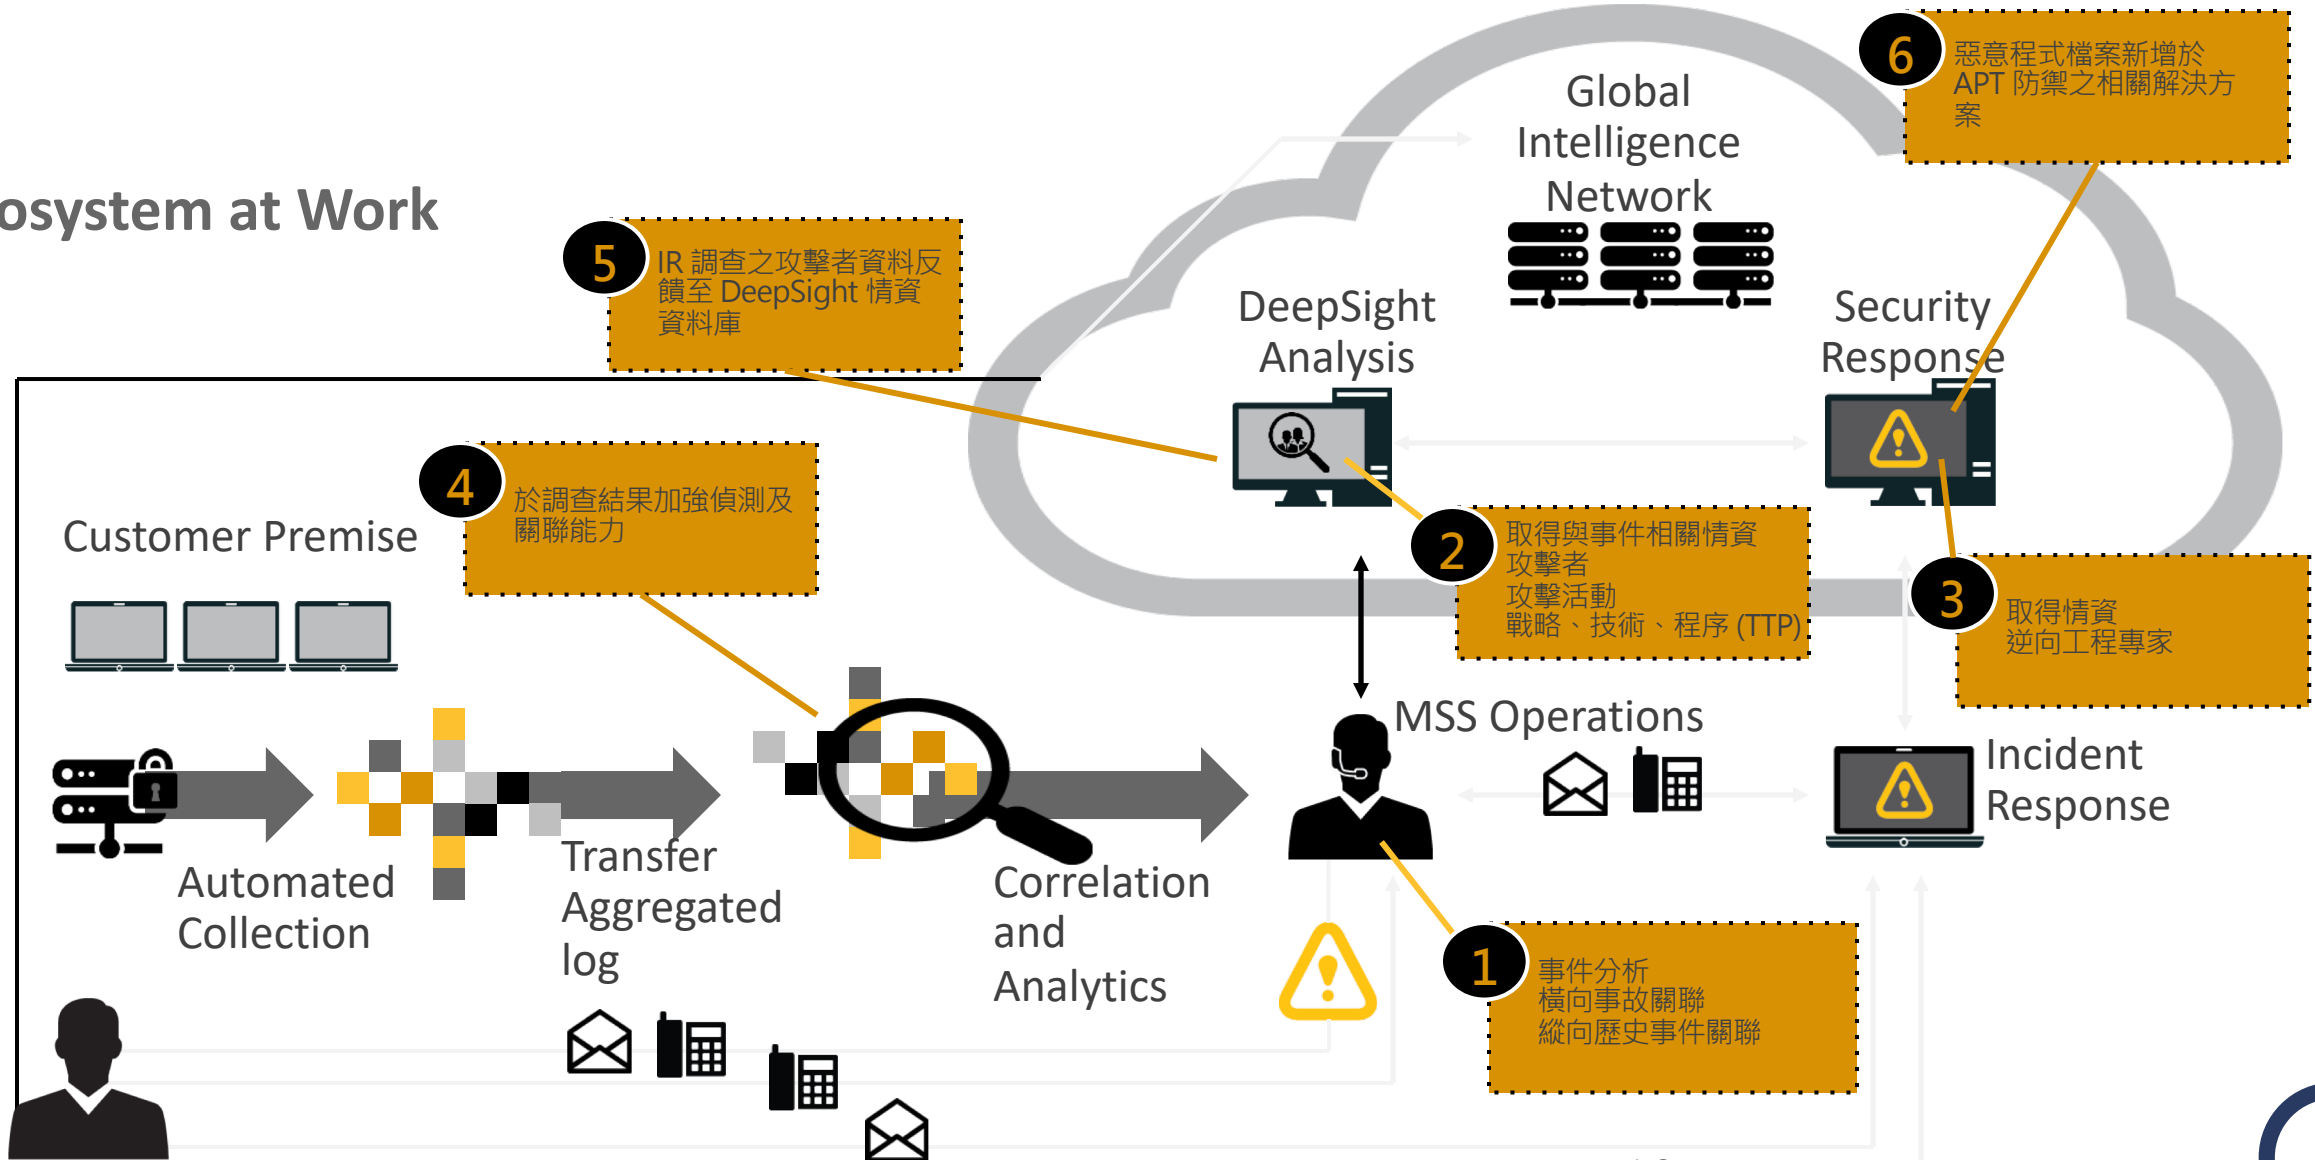 osystem at Work
Global
Intelligence
Network
6
惡意程式檔案新增於
APT 防禦之相關解決方
案
5
IR 調查之攻擊者資料反
饋至 DeepSight 情資
資料庫
DeepSight
Analysis
Security
Response
4
於調查結果加強偵測及
關聯能力
Customer Premise
2
取得與事件相關情資
攻擊者
攻擊活動
戰略、技術、程序 (TTP)
3
取得情資
逆向工程專家
MSS Operations
Incident
Response
Automated
Collection
Transfer
Aggregated
log
Correlation
and
Analytics
1
事件分析
橫向事故關聯
縱向歷史事件關聯